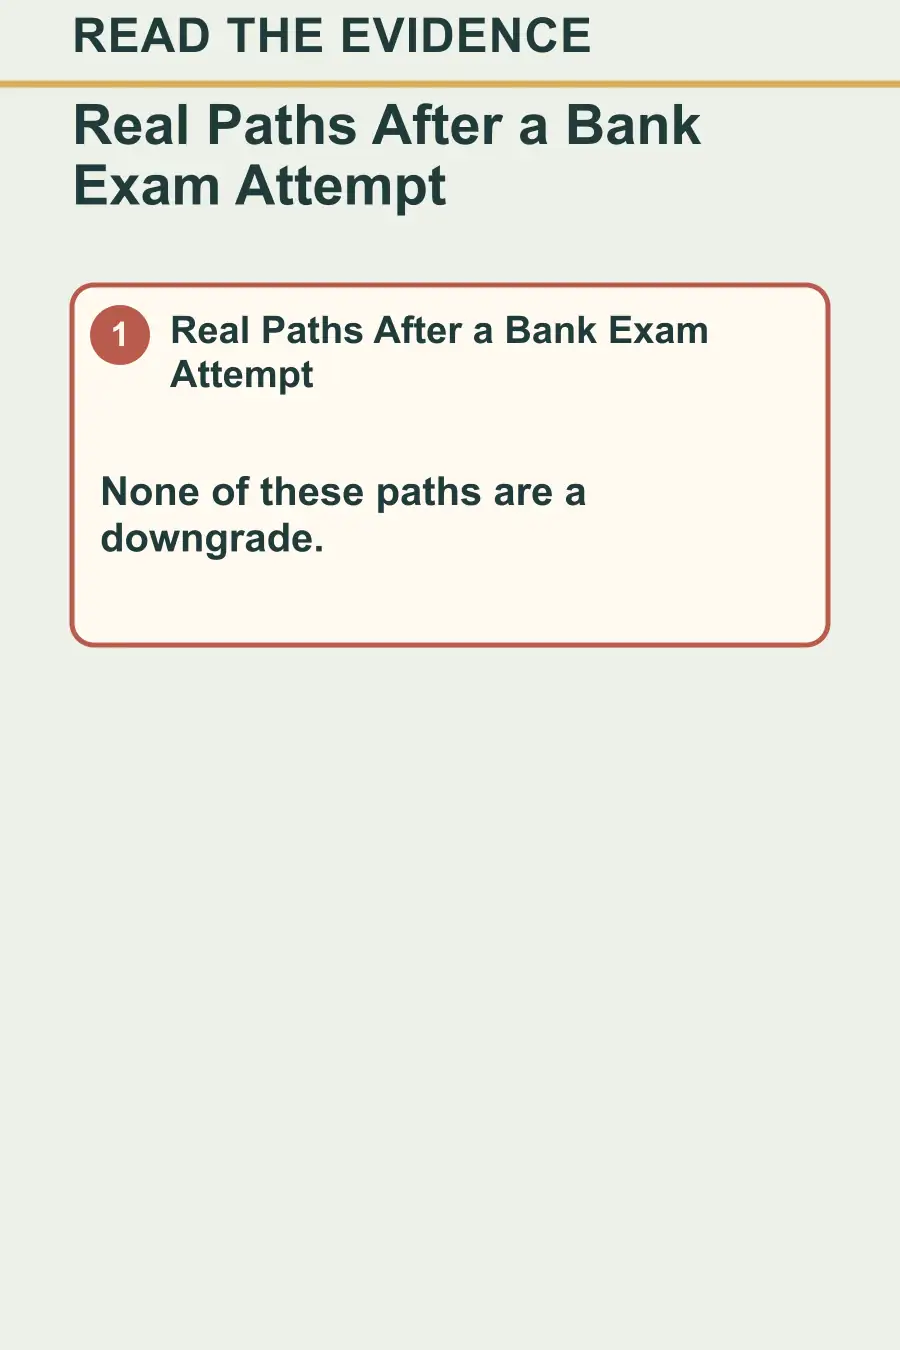 READ THE EVIDENCE
Real Paths After a Bank
Exam Attempt
1
Real Paths After a Bank Exam
Attempt
None of these paths are a
downgrade.